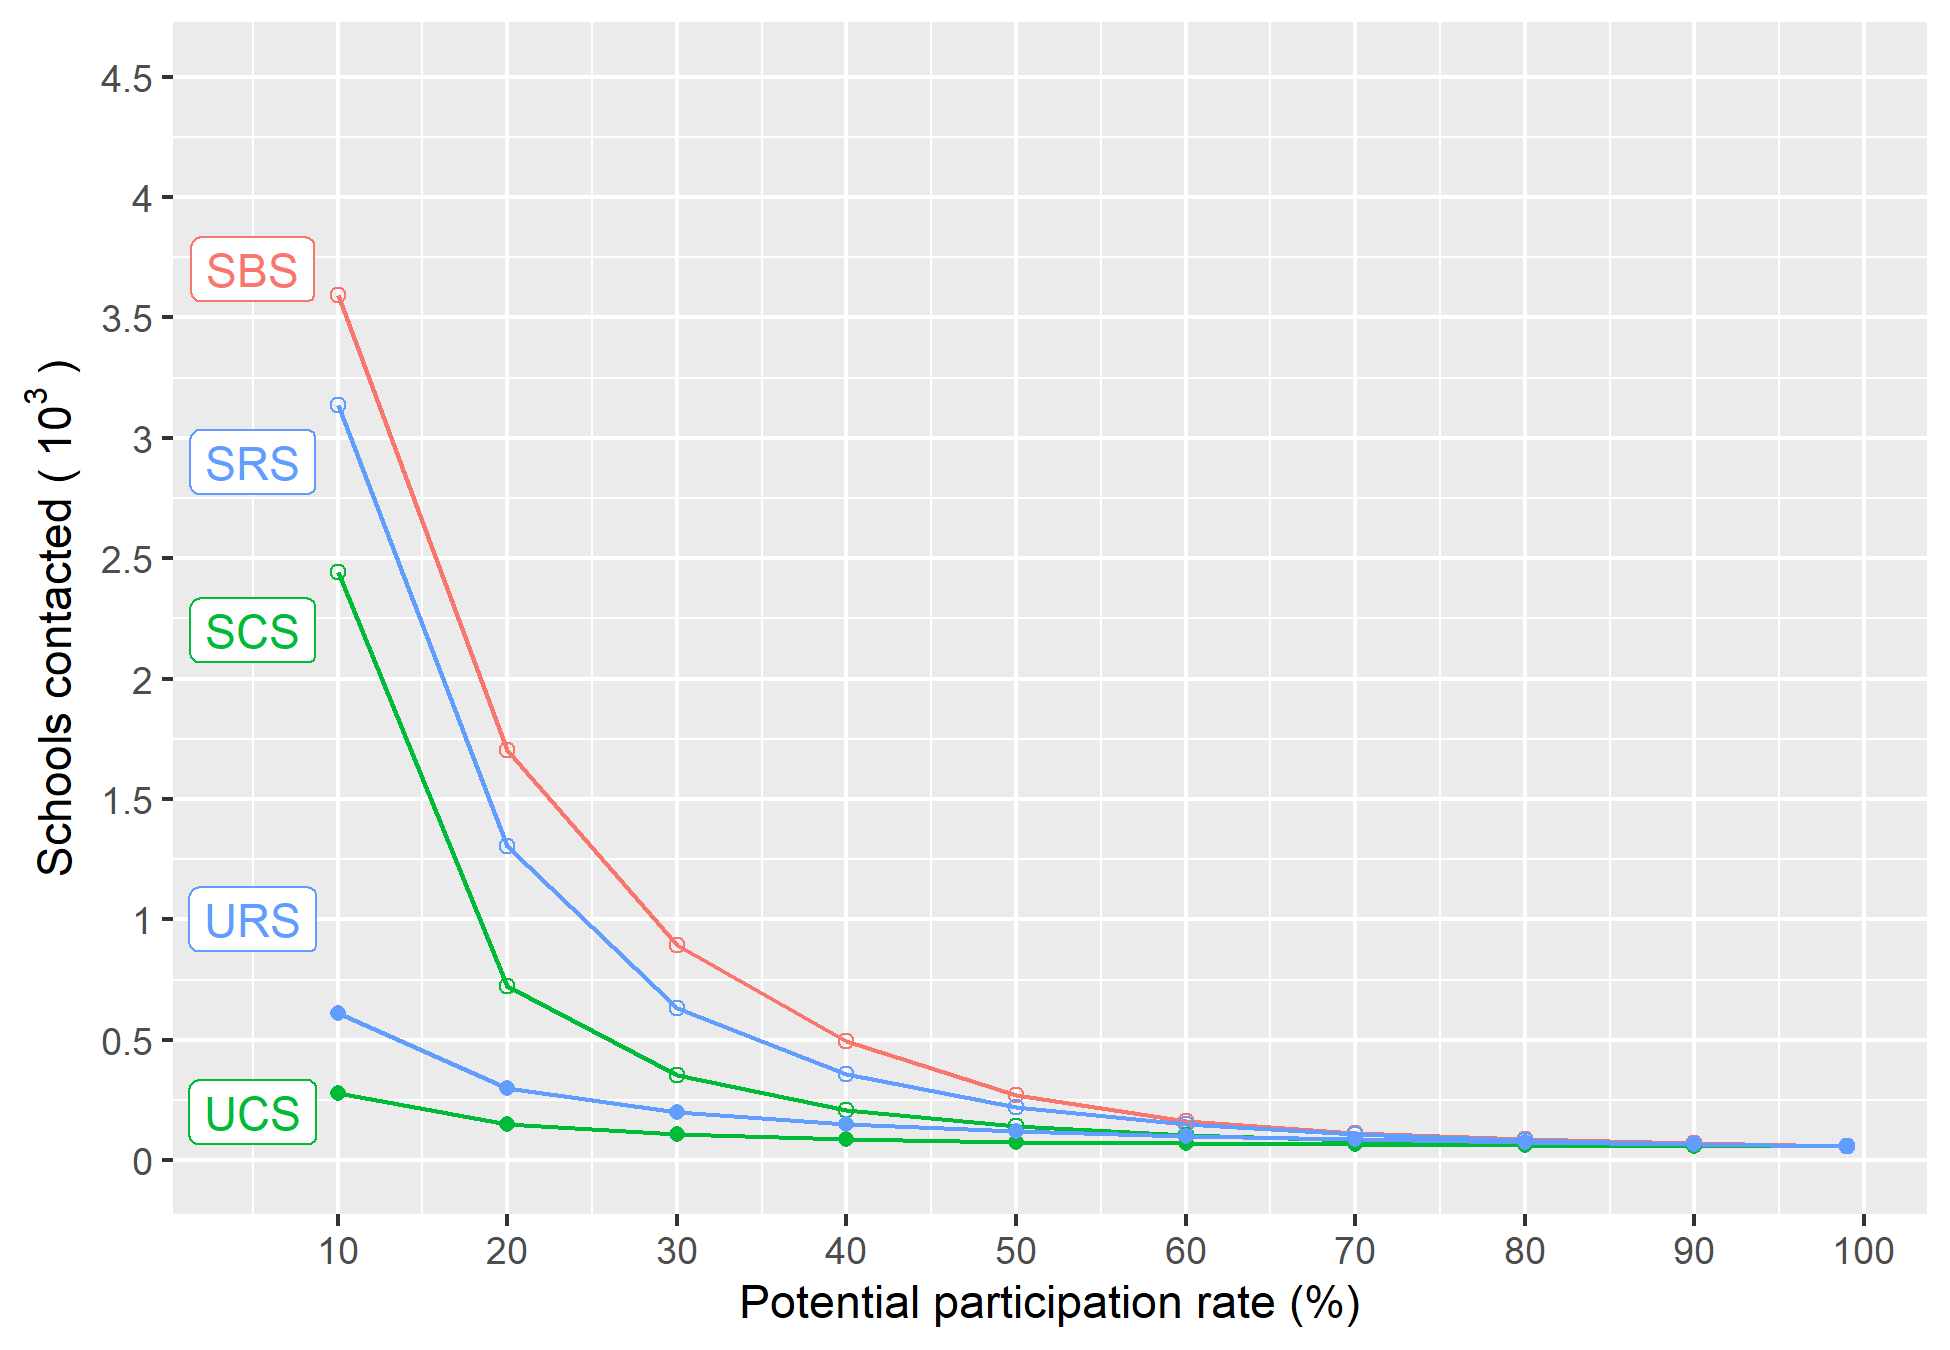 4.5
4
3.5
3
2.5
2
1.5
1
0.5
0
Schools contacted ( 10³ )
SBS
SRS
SCS
URS
UCS
10 20 30 40 50 60 70 80 90 100
Potential participation rate (%)